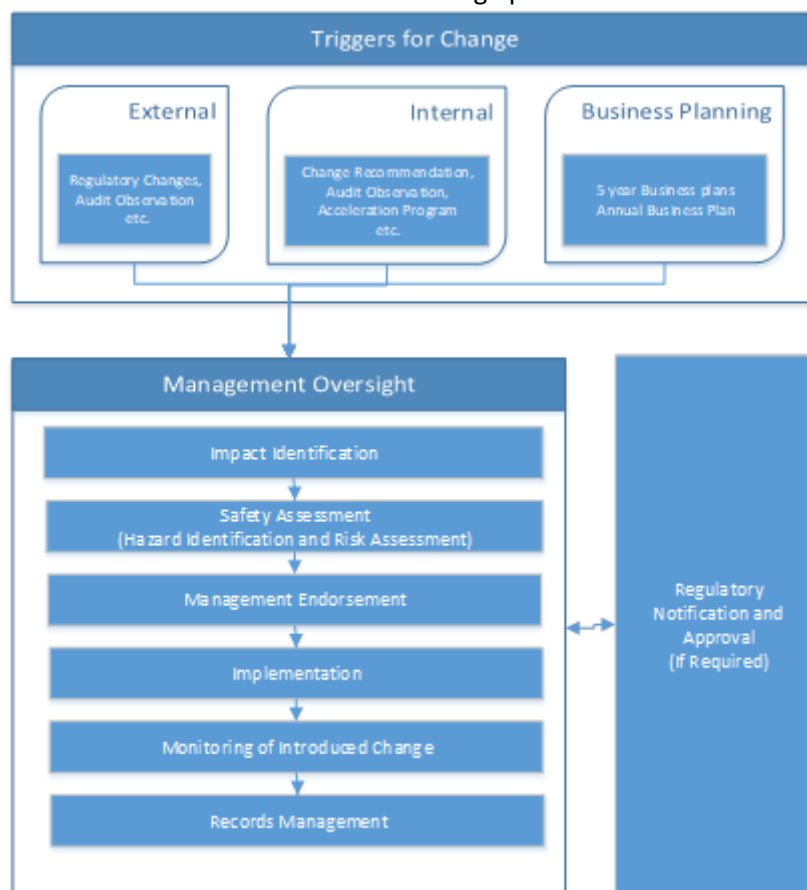 Triggers for Change
External
Regulatory Changes,
Audit Observation
etc.
Internal
Change Recommendation,
Audit Observation,
Acceleration Program
etc.
Business Planning
5 year Business plans
Annual Business Plan
Management Oversight
Impact Identification
Safety Assessment
(Hazard Identification and Risk Assessment)
Management Endorsement
Implementation
Monitoring of Introduced Change
Records Management
Regulatory
Notification and
Approval
(If Required)